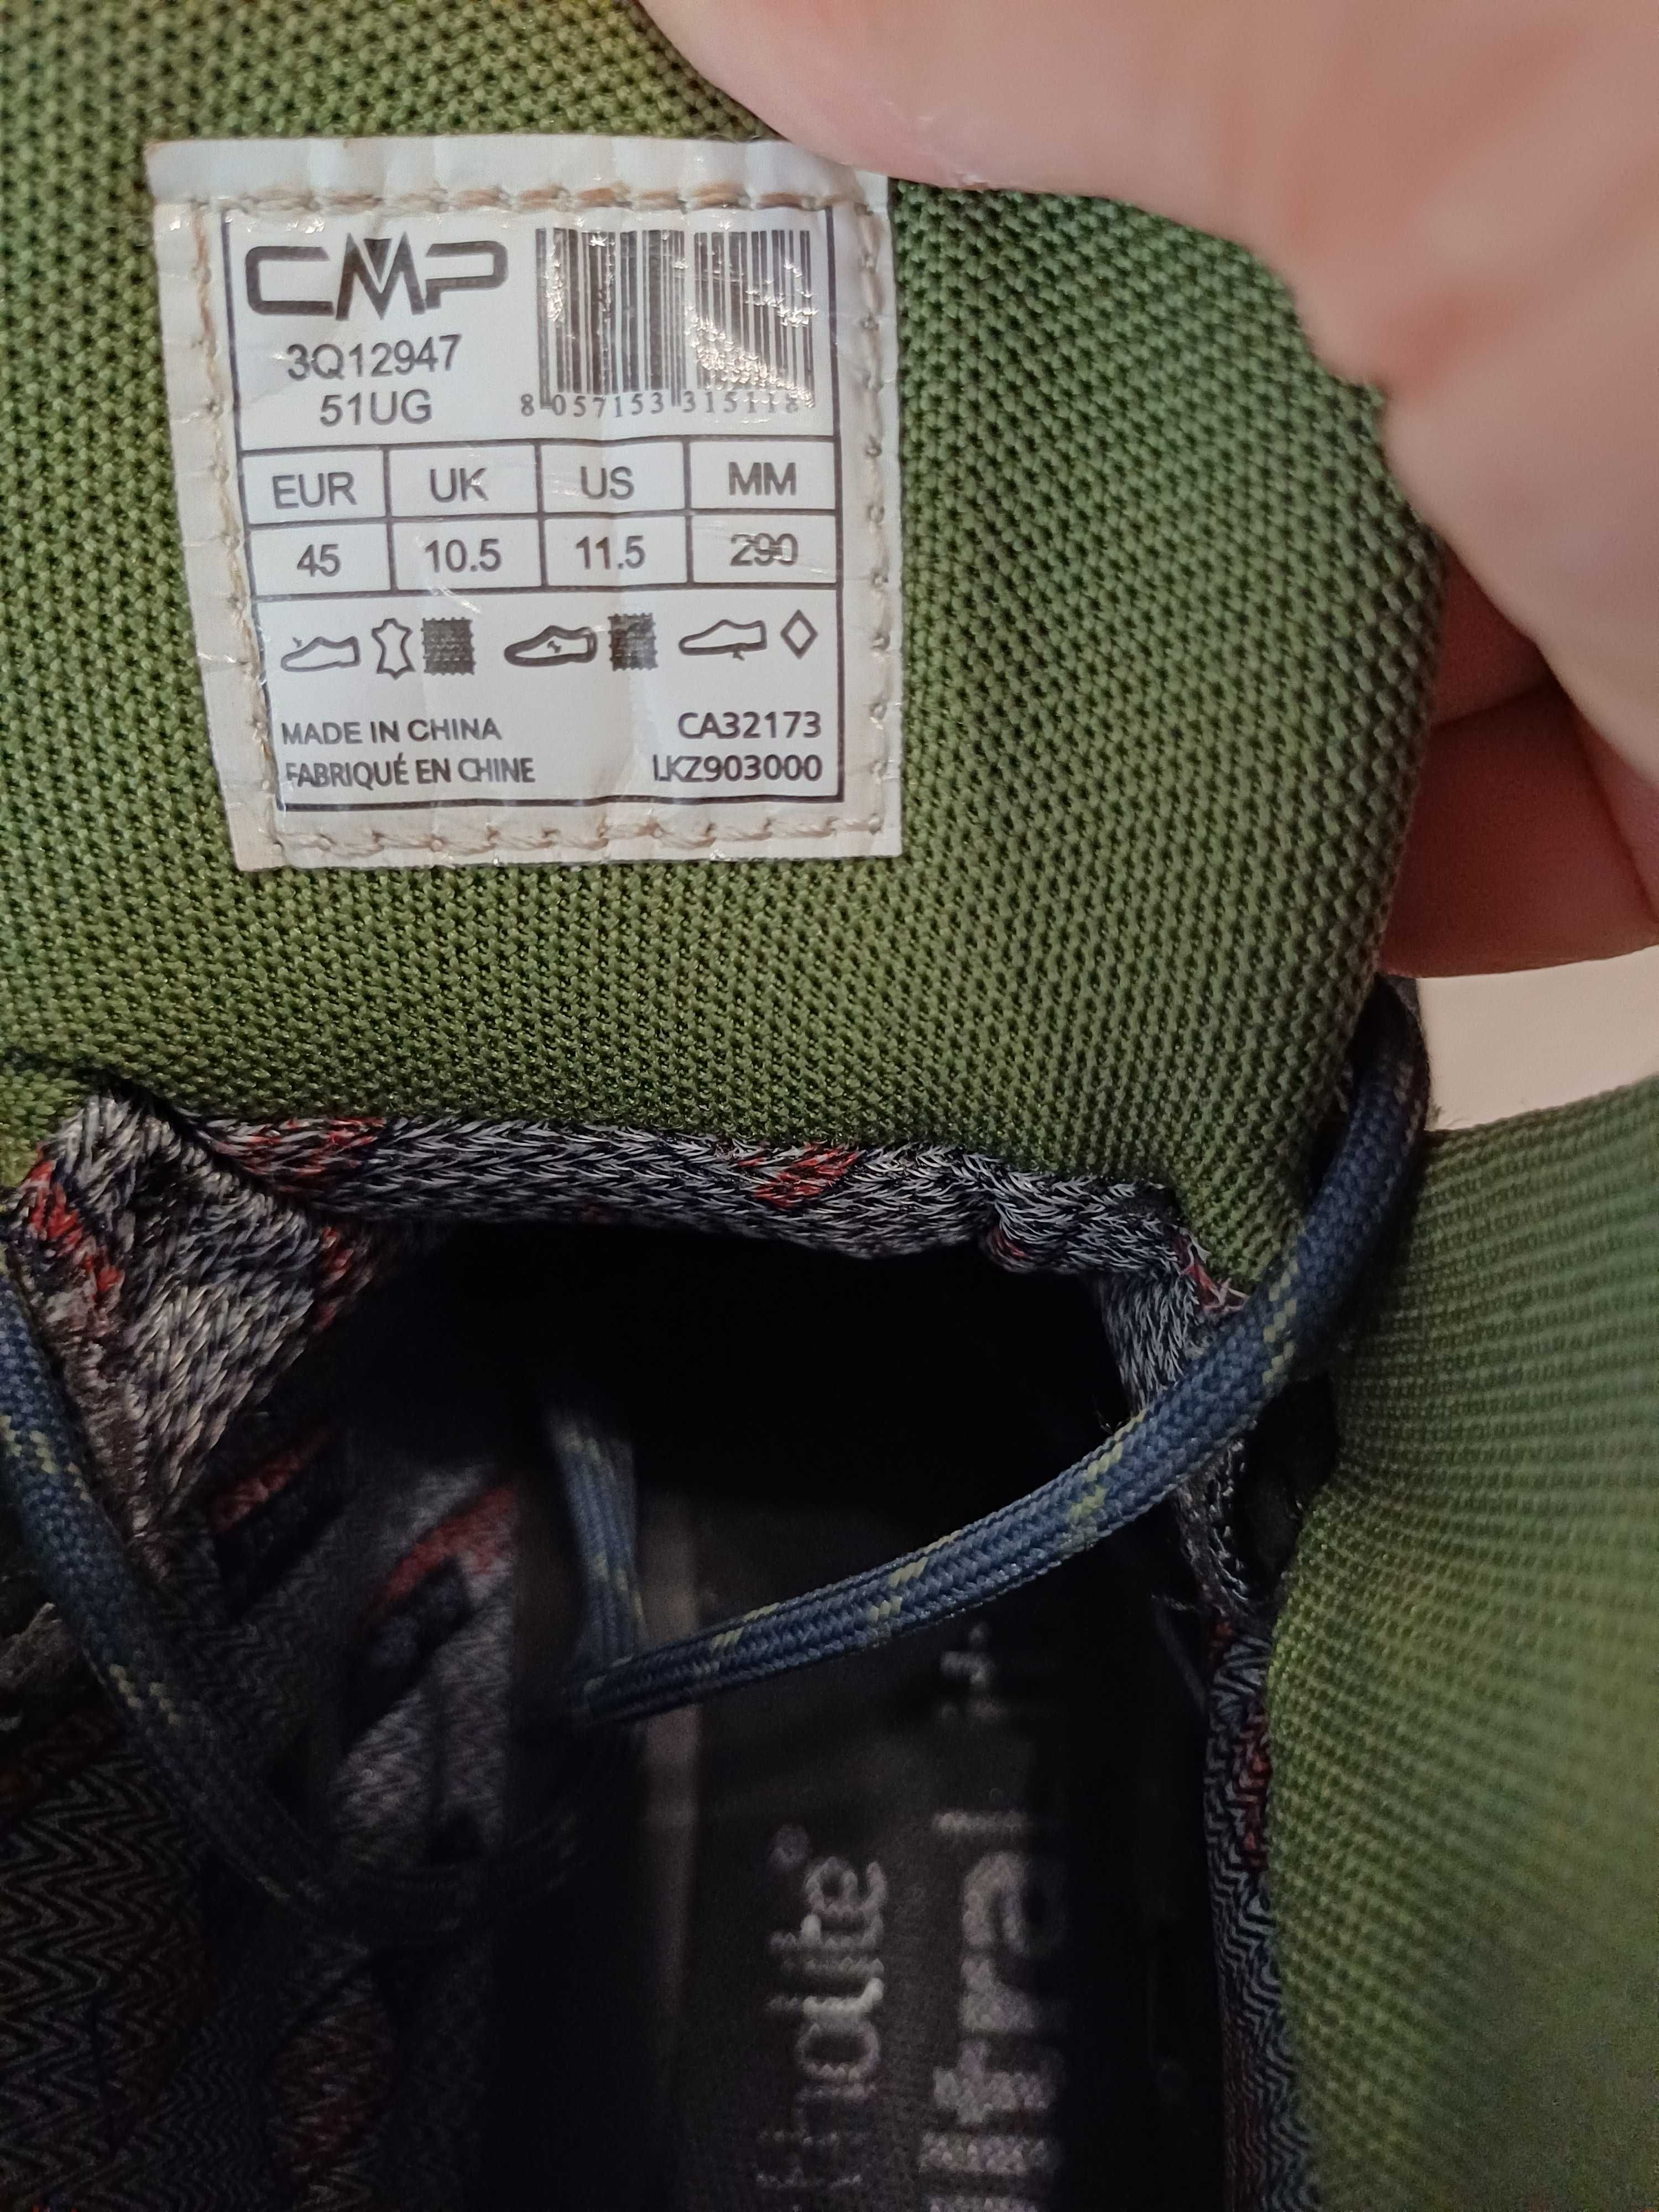 CMP
3Q12947
51UG
8 057153 315118
EUR UK US MM
45 10.5 11.5 290
MADE IN CHINA CA32173
FABRIQUÉ EN CHINE LKZ903000